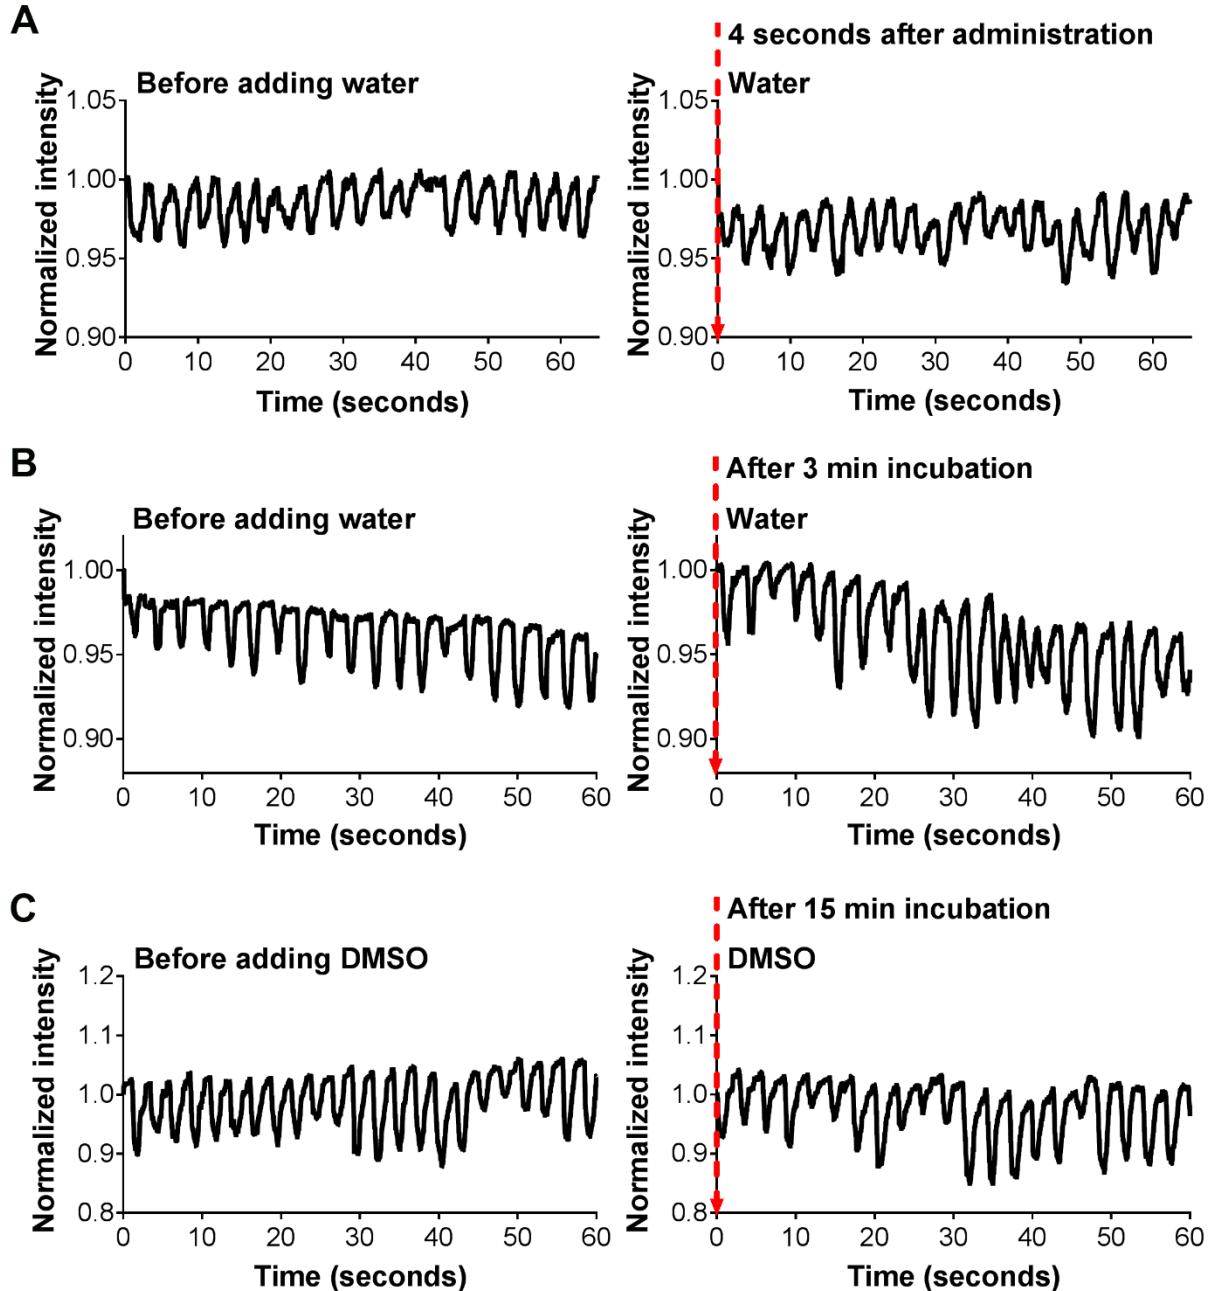 A
Before adding water
4 seconds after administration
Water
Normalized intensity
1.05
1.00
0.95
0.90
0 10 20 30 40 50 60
Time (seconds)
Normalized intensity
1.05
1.00
0.95
0.90
0 10 20 30 40 50 60
Time (seconds)
B
Before adding water
After 3 min incubation
Water
Normalized intensity
1.00
0.95
0.90
0 10 20 30 40 50 60
Time (seconds)
Normalized intensity
1.00
0.95
0.90
0 10 20 30 40 50 60
Time (seconds)
C
Before adding DMSO
After 15 min incubation
DMSO
Normalized intensity
1.2
1.1
1.0
0.9
0.8
0 10 20 30 40 50 60
Time (seconds)
Normalized intensity
1.2
1.1
1.0
0.9
0.8
0 10 20 30 40 50 60
Time (seconds)